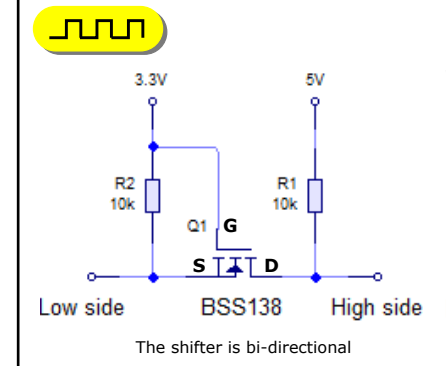 3.3V 5V
R2 R1
10k 10k
Q1 G
S D
Low side BSS138 High side
The shifter is bi-directional